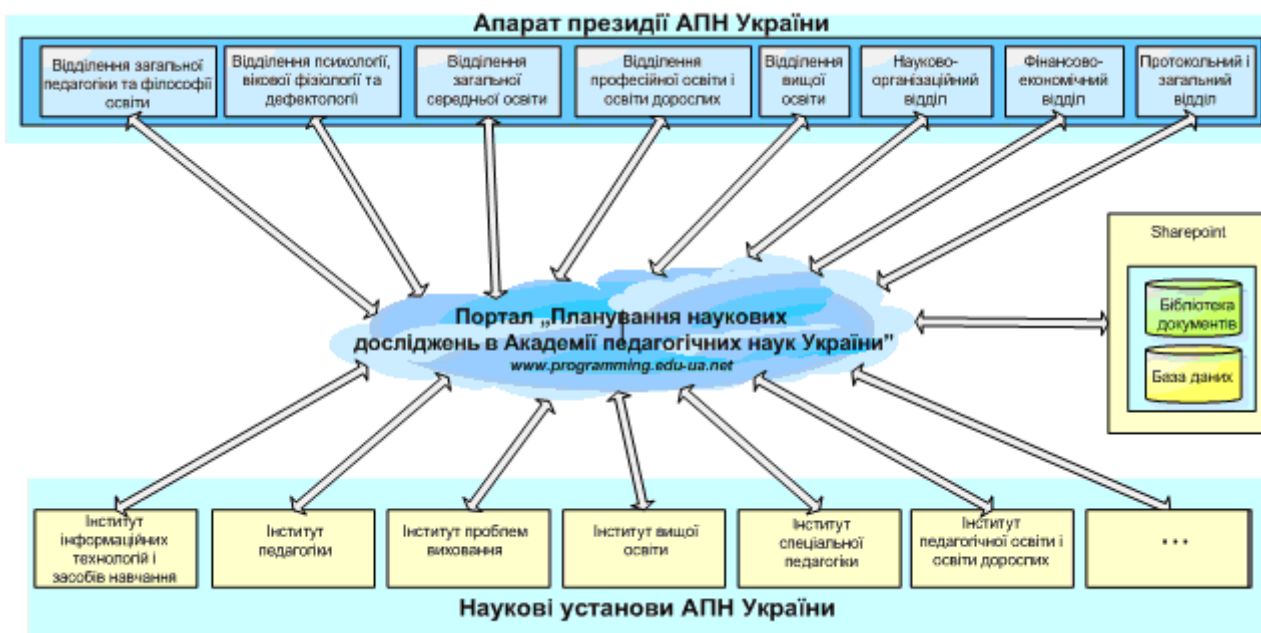 Апарат президії АПН України
Відділення загальної
педагогіки та філософії
освіти
Відділення психології,
вікової фізіології та
дефектології
Відділення
загальної
середньої освіти
Відділення
професійної освіти і
освіти дорослих
Відділення
вищої
освіти
Науково-
організаційний
відділ
Фінансово-
економічний
відділ
Протокольний і
загальний
відділ
Sharepoint
Бібліотека
документів
База даних
Портал „Планування наукових
досліджень в Академії педагогічних наук України”
www.programming.edu-ua.net
Інститут
інформаційних
технологій і
засобів навчання
Інститут
педагогіки
Інститут проблем
виховання
Інститут вищої
освіти
Інститут
спеціальної
педагогіки
Інститут
педагогічної освіти і
освіти дорослих
...
Наукові установи АПН України